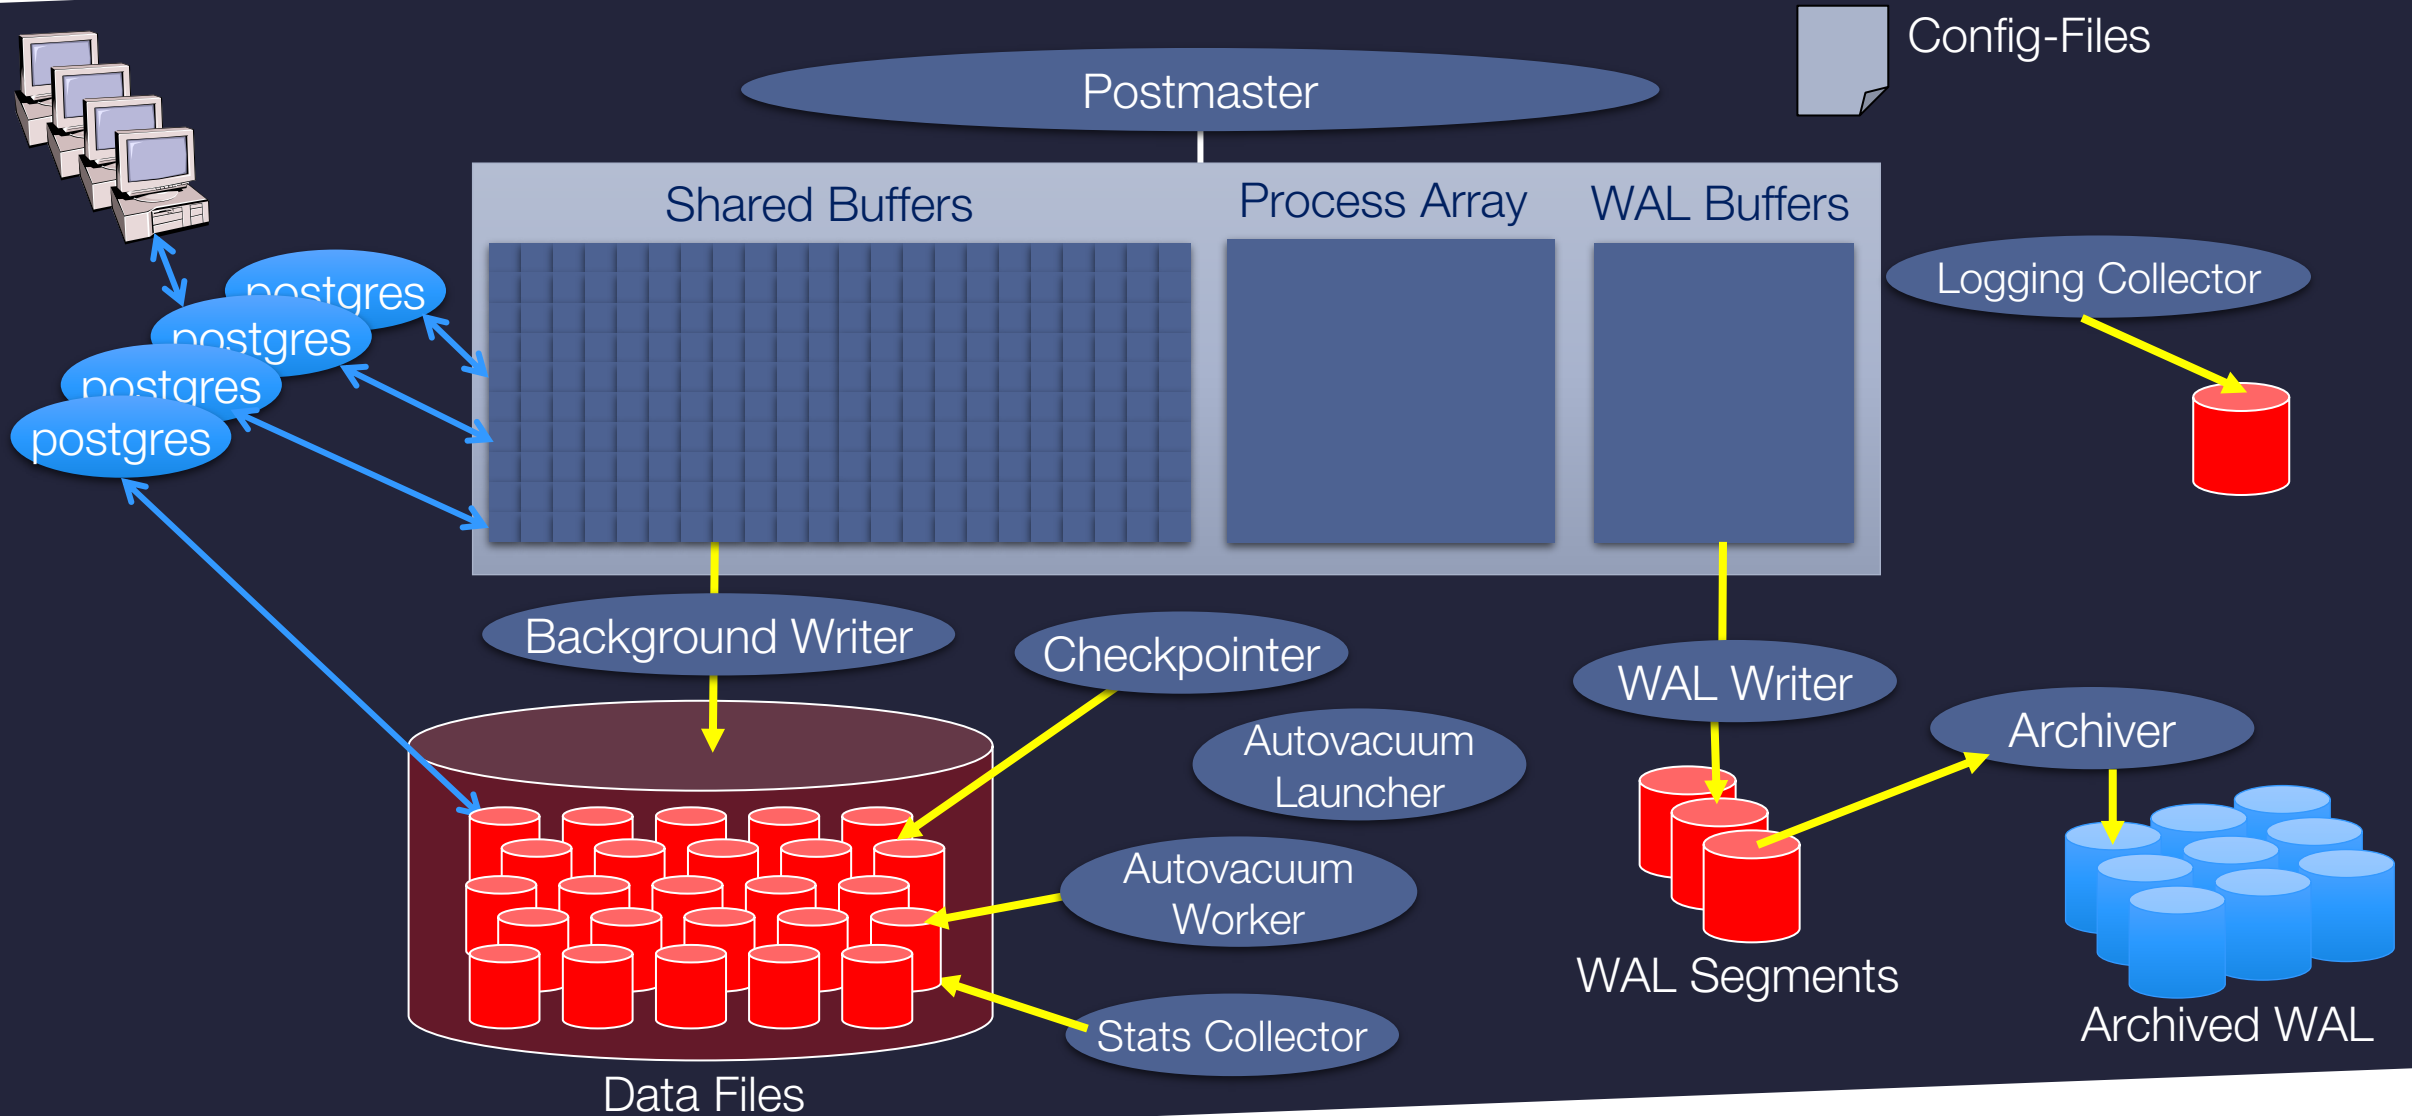 Config-Files
Postmaster
Shared Buffers
Process Array
WAL Buffers
Logging Collector
postgres
postgres
postgres
postgres
Background Writer
Checkpointer
WAL Writer
Archiver
Autovacuum
Launcher
Autovacuum
Worker
WAL Segments
Stats Collector
Archived WAL
Data Files